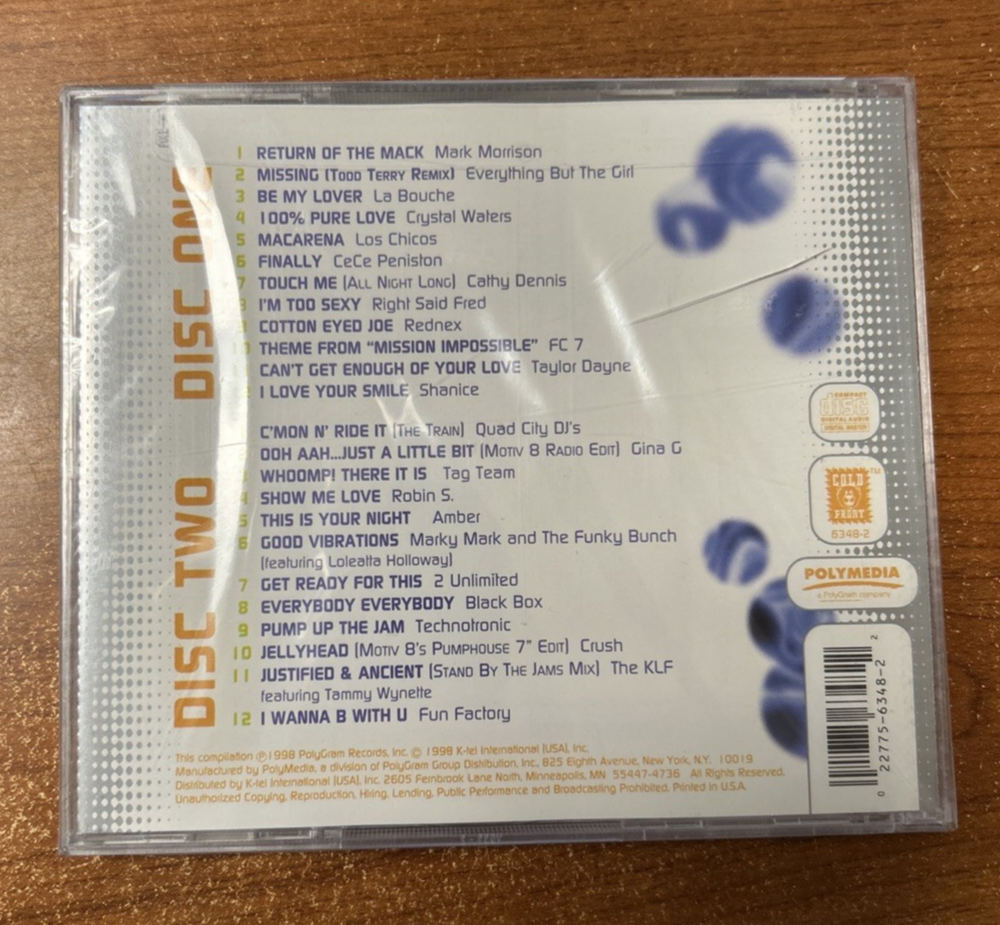 DISC ONE
1 RETURN OF THE MACK Mark Morrison
2 MISSING (TODD TERRY REMIX) Everything But The Girl
3 BE MY LOVER La Bouche
4 100% PURE LOVE Crystal Waters
5 MACARENA Los Chicos
6 FINALLY CeCe Peniston
7 TOUCH ME (ALL NIGHT LONG) Cathy Dennis
8 I'M TOO SEXY Right Said Fred
9 COTTON EYED JOE Rednex
10 THEME FROM "MISSION IMPOSSIBLE" FC 7
CAN'T GET ENOUGH OF YOUR LOVE Taylor Dayne
I LOVE YOUR SMILE Shanice
DISC TWO
C'MON N' RIDE IT (THE TRAIN) Quad City DJ's
OOH AAH...JUST A LITTLE BIT (MOTIV 8 RADIO EDIT) Gina G
WHOOMP! THERE IT IS Tag Team
4 SHOW ME LOVE Robin S.
5 THIS IS YOUR NIGHT Amber
6 GOOD VIBRATIONS Marky Mark and The Funky Bunch
(featuring Loleatta Holloway)
7 GET READY FOR THIS 2 Unlimited
8 EVERYBODY EVERYBODY Black Box
9 PUMP UP THE JAM Technotronic
10 JELLYHEAD (MOTIV 8'S PUMPHOUSE 7" EDIT) Crush
11 JUSTIFIED & ANCIENT (STAND BY THE JAMS MIX) The KLF
featuring Tammy Wynette
12 I WANNA B WITH U Fun Factory
COMPACT
disc
DIGITAL AUDIO
DIGITAL MASTER
COLD
FRONT
TM
6348-2
POLYMEDIA
a PolyGram company
0 22775-6348-2 2
This compilation ℗1998 PolyGram Records, Inc. © 1998 K-tel International (USA), Inc.
Manufactured by PolyMedia, a division of PolyGram Group Distribution, Inc., 825 Eighth Avenue, New York, N.Y. 10019
Distributed by K-tel International (USA), Inc. 2605 Fernbrook Lane North, Minneapolis, MN 55447-4736 All Rights Reserved.
Unauthorized Copying, Reproduction, Hiring, Lending, Public Performance and Broadcasting Prohibited. Printed in U.S.A.